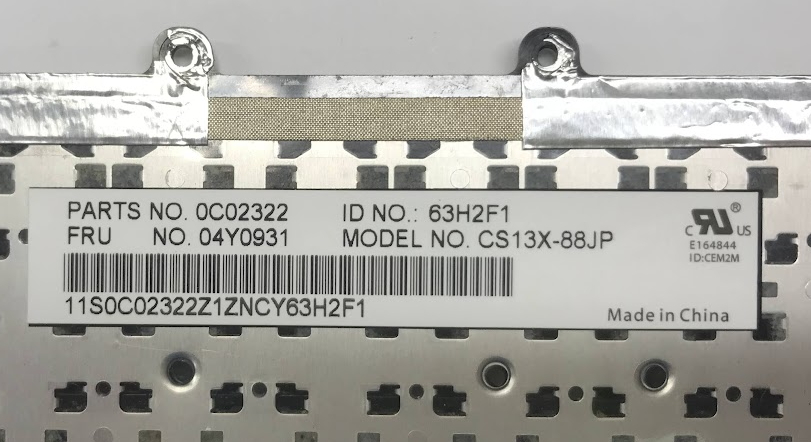 PARTS NO. 0C02322 ID NO.: 63H2F1
FRU NO. 04Y0931 MODEL NO. CS13X-88JP
11S0C02322Z1ZNCY63H2F1
C RU ® US
E164844
ID:CEM2M
Made in China